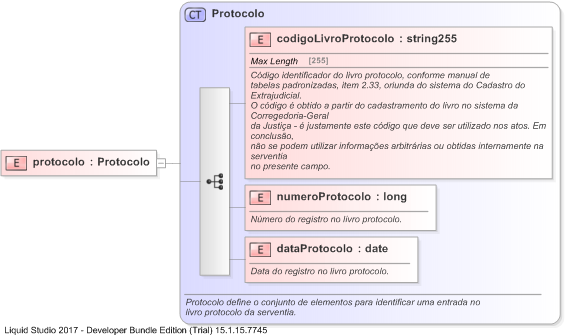 CT Protocolo
E codigoLivroProtocolo : string255
Max Length [255]
Código identificador do livro protocolo, conforme manual de
tabelas padronizadas, item 2.33, oriunda do sistema do Cadastro do
Extrajudicial.
O código é obtido a partir do cadastramento do livro no sistema da
Corregedoria-Geral
da Justiça - é justamente este código que deve ser utilizado nos atos. Em
conclusão,
não se podem utilizar informações arbitrárias ou obtidas internamente na
serventia
no presente campo.
E protocolo : Protocolo
E numeroProtocolo : long
Número do registro no livro protocolo.
E dataProtocolo : date
Data do registro no livro protocolo.
Protocolo define o conjunto de elementos para identificar uma entrada no
livro protocolo da serventia.
Liquid Studio 2017 - Developer Bundle Edition (Trial) 15.1.15.7745